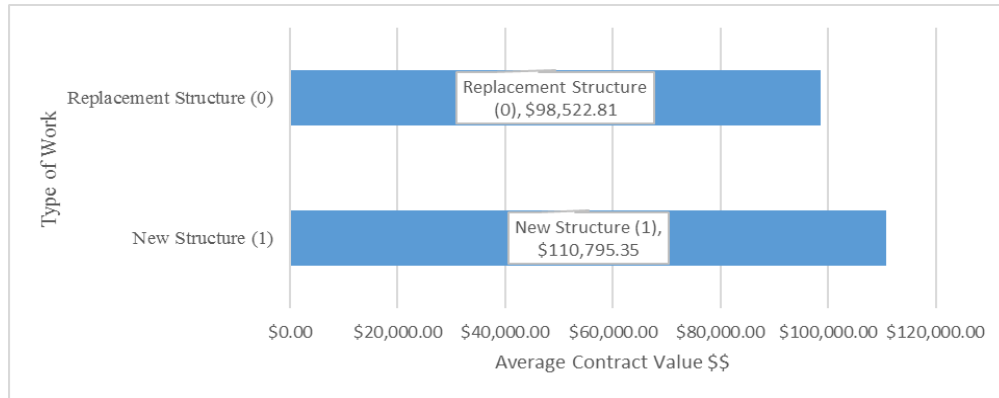 Type of Work
Replacement Structure (0)
Replacement Structure
(0), $98,522.81
New Structure (1)
New Structure (1),
$110,795.35
$0.00 $20,000.00 $40,000.00 $60,000.00 $80,000.00 $100,000.00 $120,000.00
Average Contract Value $$